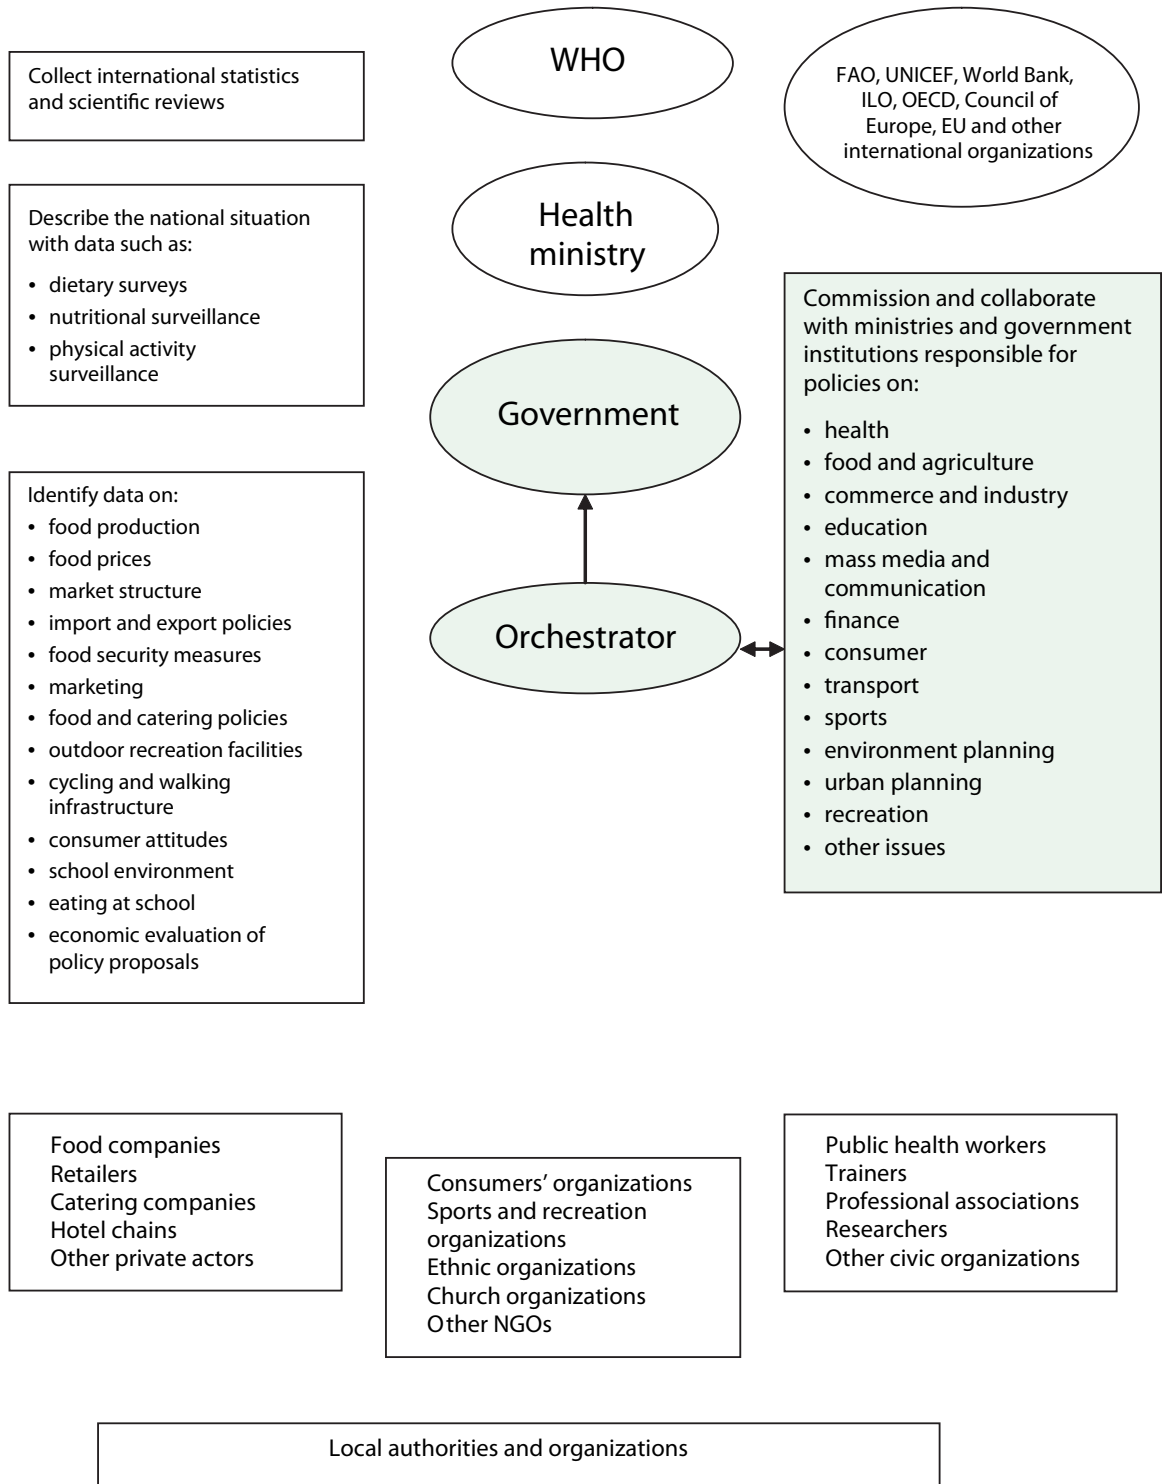 WHO
FAO, UNICEF, World Bank,
ILO, OECD, Council of
Europe, EU and other
international organizations
Collect international statistics
and scientific reviews
Health
ministry
Describe the national situation
with data such as:
• dietary surveys
• nutritional surveillance
• physical activity
surveillance
Government
Commission and collaborate
with ministries and government
institutions responsible for
policies on:
• health
• food and agriculture
• commerce and industry
• education
• mass media and
communication
• finance
• consumer
• transport
• sports
• environment planning
• urban planning
• recreation
• other issues
Identify data on:
• food production
• food prices
• market structure
• import and export policies
• food security measures
• marketing
• food and catering policies
• outdoor recreation facilities
• cycling and walking
infrastructure
• consumer attitudes
• school environment
• eating at school
• economic evaluation of
policy proposals
Orchestrator
Food companies
Retailers
Catering companies
Hotel chains
Other private actors
Consumers’ organizations
Sports and recreation
organizations
Ethnic organizations
Church organizations
Other NGOs
Public health workers
Trainers
Professional associations
Researchers
Other civic organizations
Local authorities and organizations